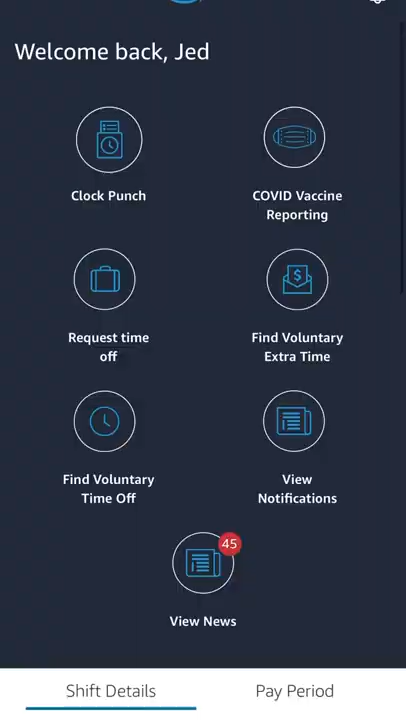 Welcome back, Jed
Clock Punch
COVID Vaccine
Reporting
Request time
off
$
Find Voluntary
Extra Time
Find Voluntary
Time Off
View
Notifications
45
View News
Shift Details
Pay Period